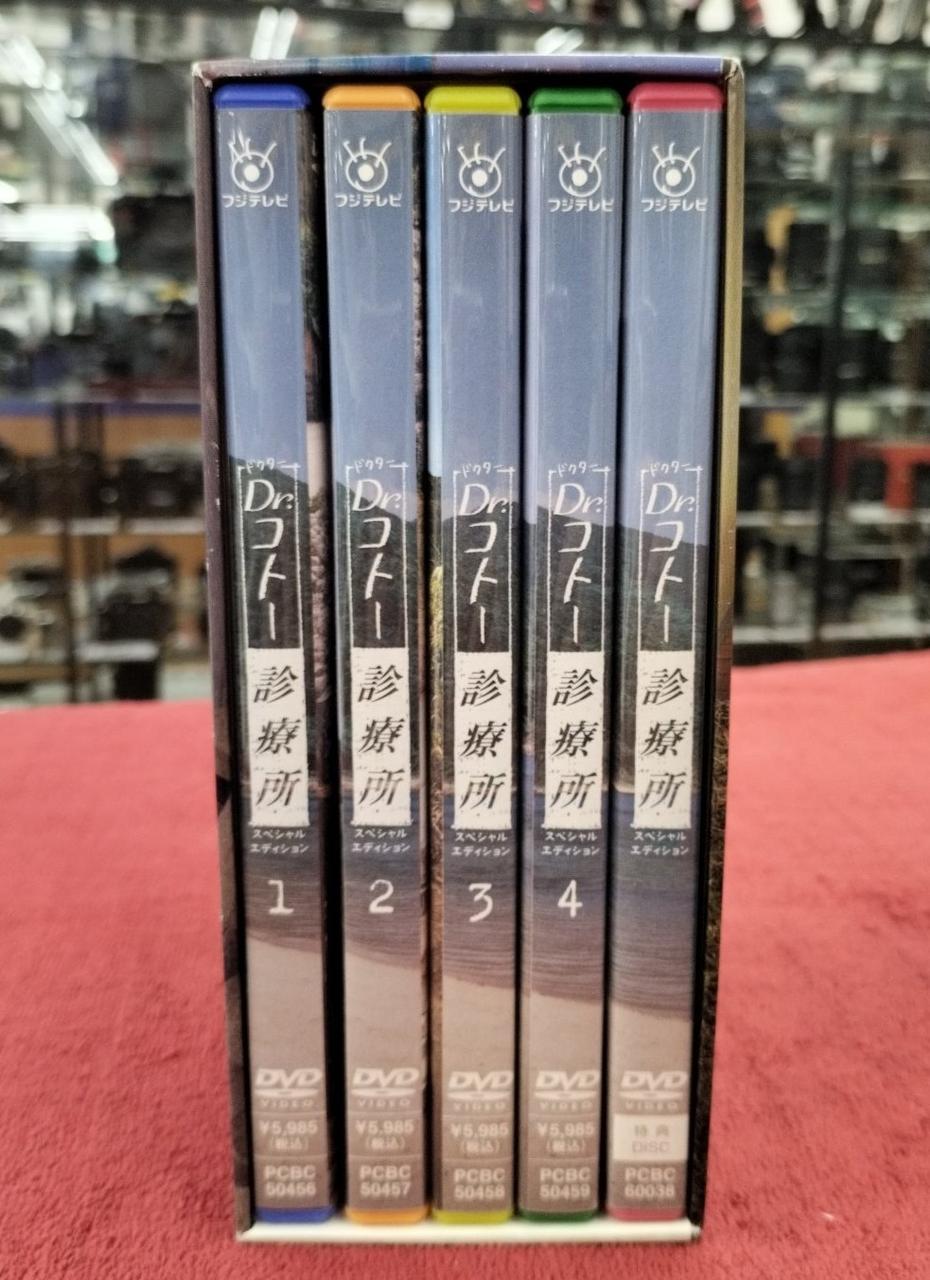 フジテレビ
ドクター
Dr.コトー
診療所
スペシャル
エディション
1
DVD
VIDEO
¥5,985
(税込)
PCBC
50456
フジテレビ
ドクター
Dr.コトー
診療所
スペシャル
エディション
2
DVD
VIDEO
¥5,985
(税込)
PCBC
50457
フジテレビ
ドクター
Dr.コトー
診療所
スペシャル
エディション
3
DVD
VIDEO
¥5,985
(税込)
PCBC
50458
フジテレビ
ドクター
Dr.コトー
診療所
スペシャル
エディション
4
DVD
VIDEO
¥5,985
(税込)
PCBC
50459
フジテレビ
ドクター
Dr.コトー
診療所
スペシャル
エディション
DVD
VIDEO
特典
DISC
PCBC
60038